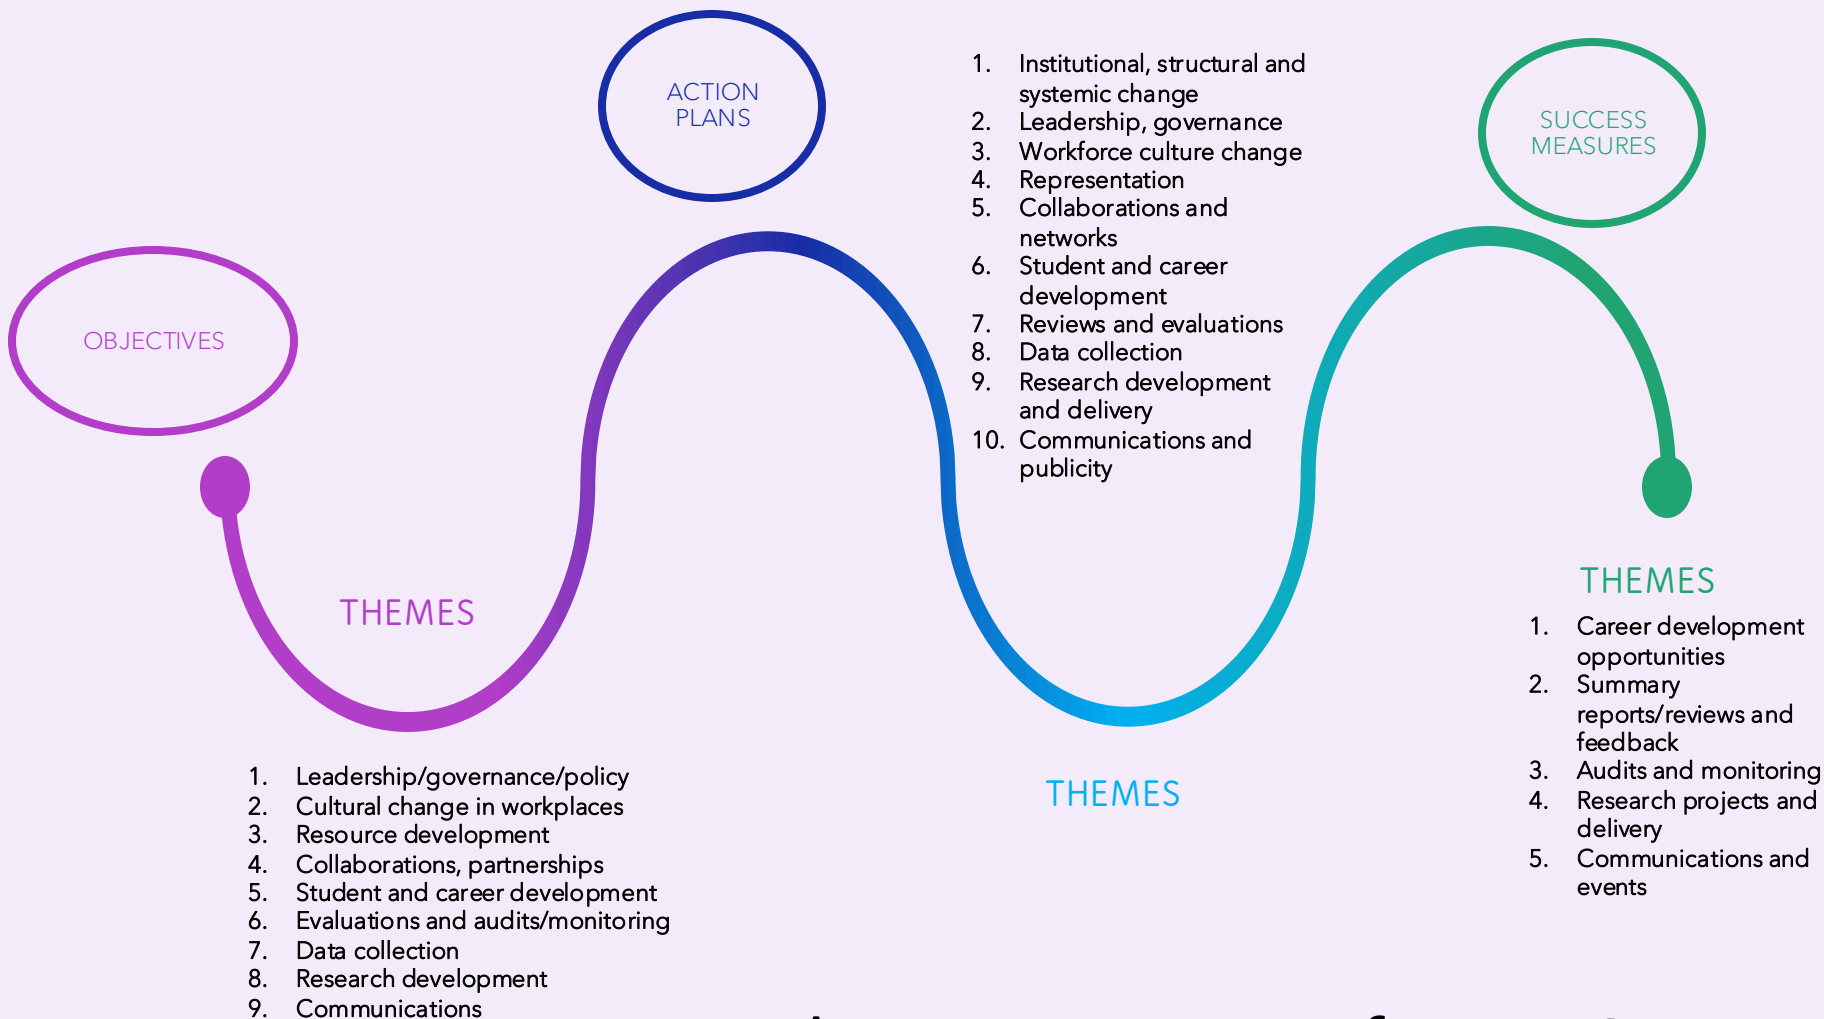 OBJECTIVES
THEMES
1. Leadership/governance/policy
2. Cultural change in workplaces
3. Resource development
4. Collaborations, partnerships
5. Student and career development
6. Evaluations and audits/monitoring
7. Data collection
8. Research development
9. Communications
ACTION
PLANS
1. Institutional, structural and
systemic change
2. Leadership, governance
3. Workforce culture change
4. Representation
5. Collaborations and
networks
6. Student and career
development
7. Reviews and evaluations
8. Data collection
9. Research development
and delivery
10. Communications and
publicity
THEMES
SUCCESS
MEASURES
THEMES
1. Career development
opportunities
2. Summary
reports/reviews and
feedback
3. Audits and monitoring
4. Research projects and
delivery
5. Communications and
events